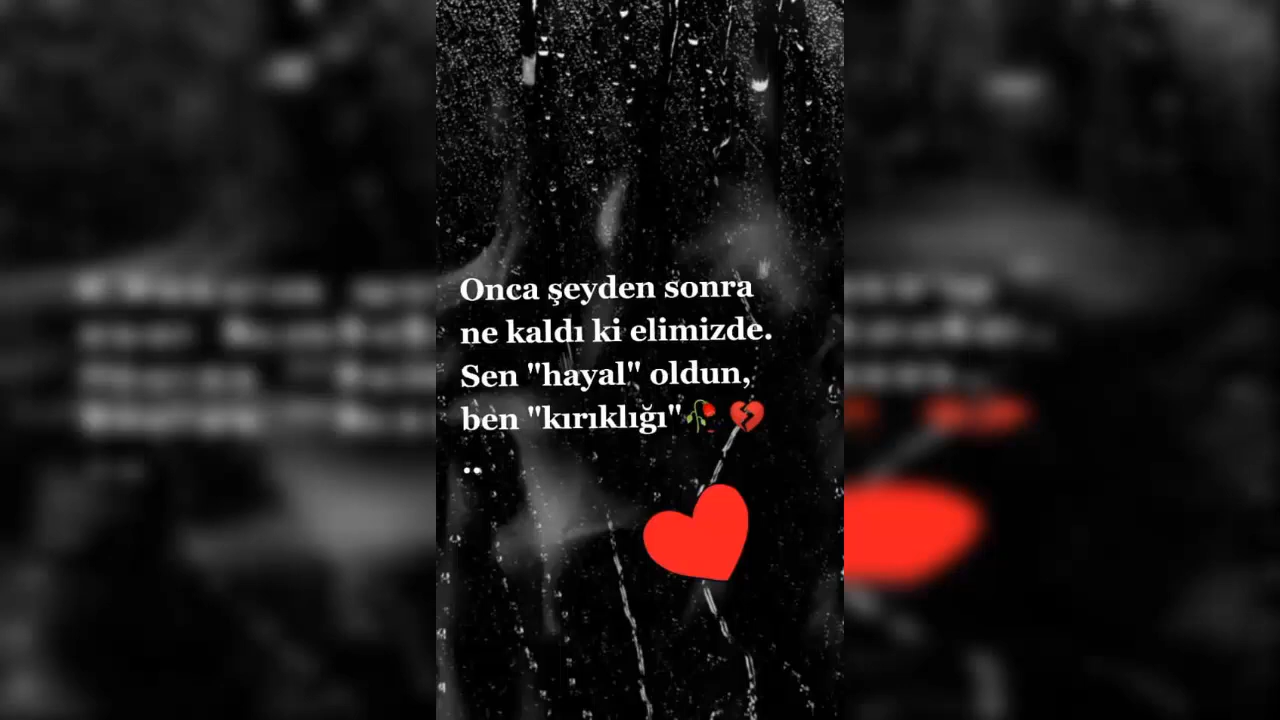 Onca şeyden sonra
ne kaldı ki elimizde.
Sen "hayal" oldun,
ben "kırıklığı"🥀 💔
..